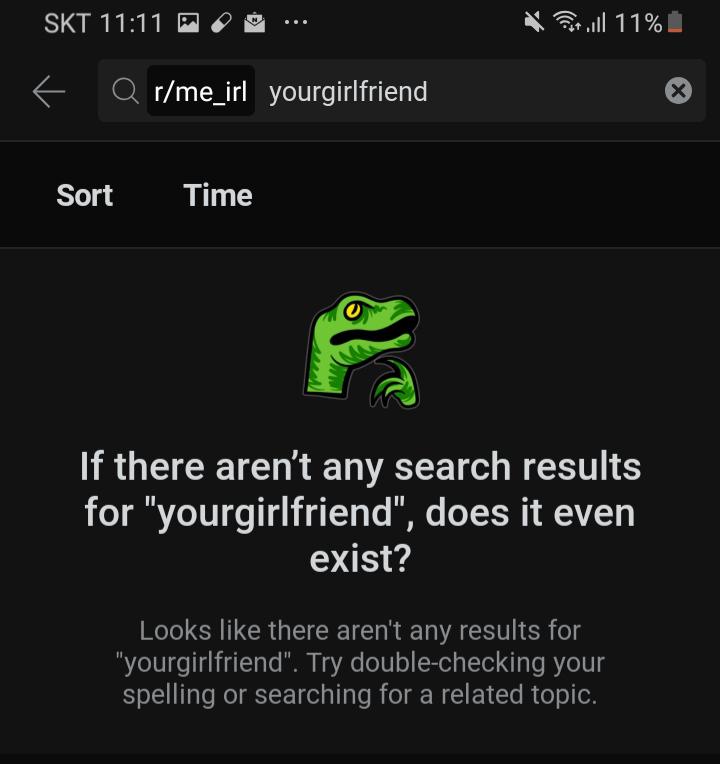 SKT 11:11 ... 11%
r/me_irl yourgirlfriend
Sort Time
If there aren’t any search results
for "yourgirlfriend", does it even
exist?
Looks like there aren't any results for
"yourgirlfriend". Try double-checking your
spelling or searching for a related topic.